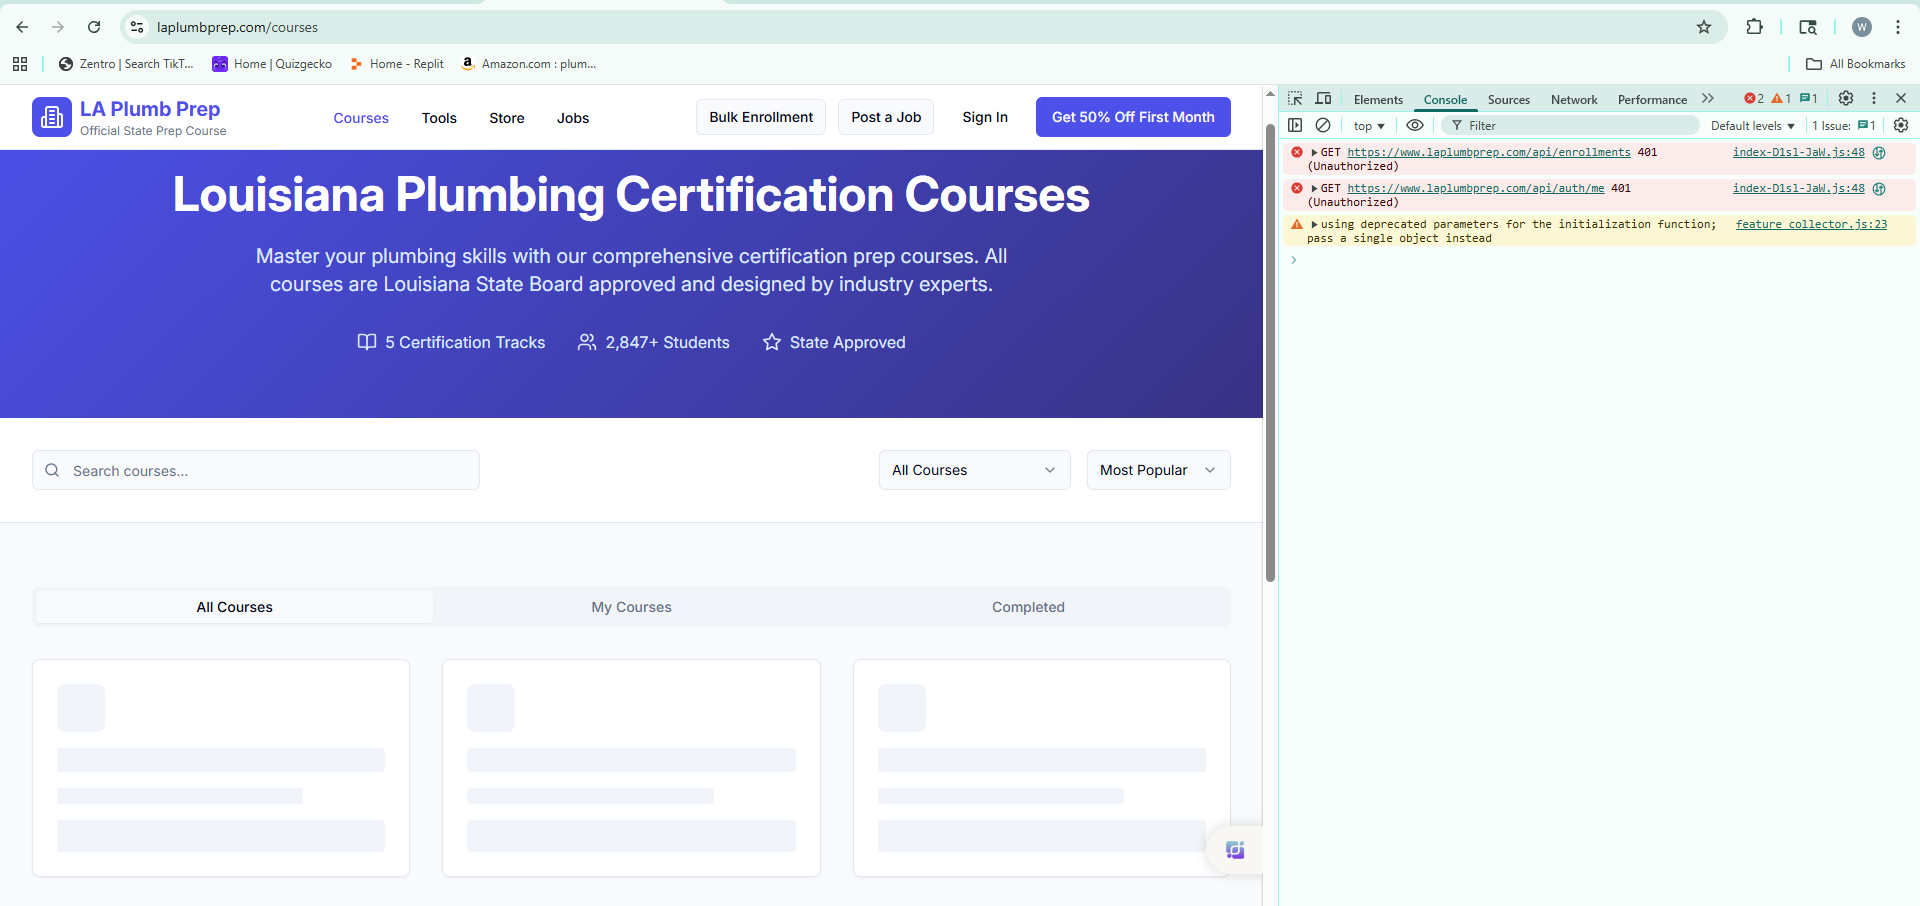 laplumbprep.com/courses
W
Zentro | Search TikT...
Home | Quizgecko
Home - Replit
Amazon.com : plum...
All Bookmarks
LA Plumb Prep
Official State Prep Course
Courses
Tools
Store
Jobs
Bulk Enrollment
Post a Job
Sign In
Get 50% Off First Month
Louisiana Plumbing Certification Courses
Master your plumbing skills with our comprehensive certification prep courses. All
courses are Louisiana State Board approved and designed by industry experts.
5 Certification Tracks
2,847+ Students
State Approved
Search courses...
All Courses
Most Popular
All Courses
My Courses
Completed
Elements
Console
Sources
Network
Performance
2
1
1
top
Filter
Default levels
1 Issue:
1
GET https://www.laplumbprep.com/api/enrollments 401
(Unauthorized)
index-D1sl-JaW.js:48
GET https://www.laplumbprep.com/api/auth/me 401
(Unauthorized)
index-D1sl-JaW.js:48
using deprecated parameters for the initialization function;
pass a single object instead
feature_collector.js:23